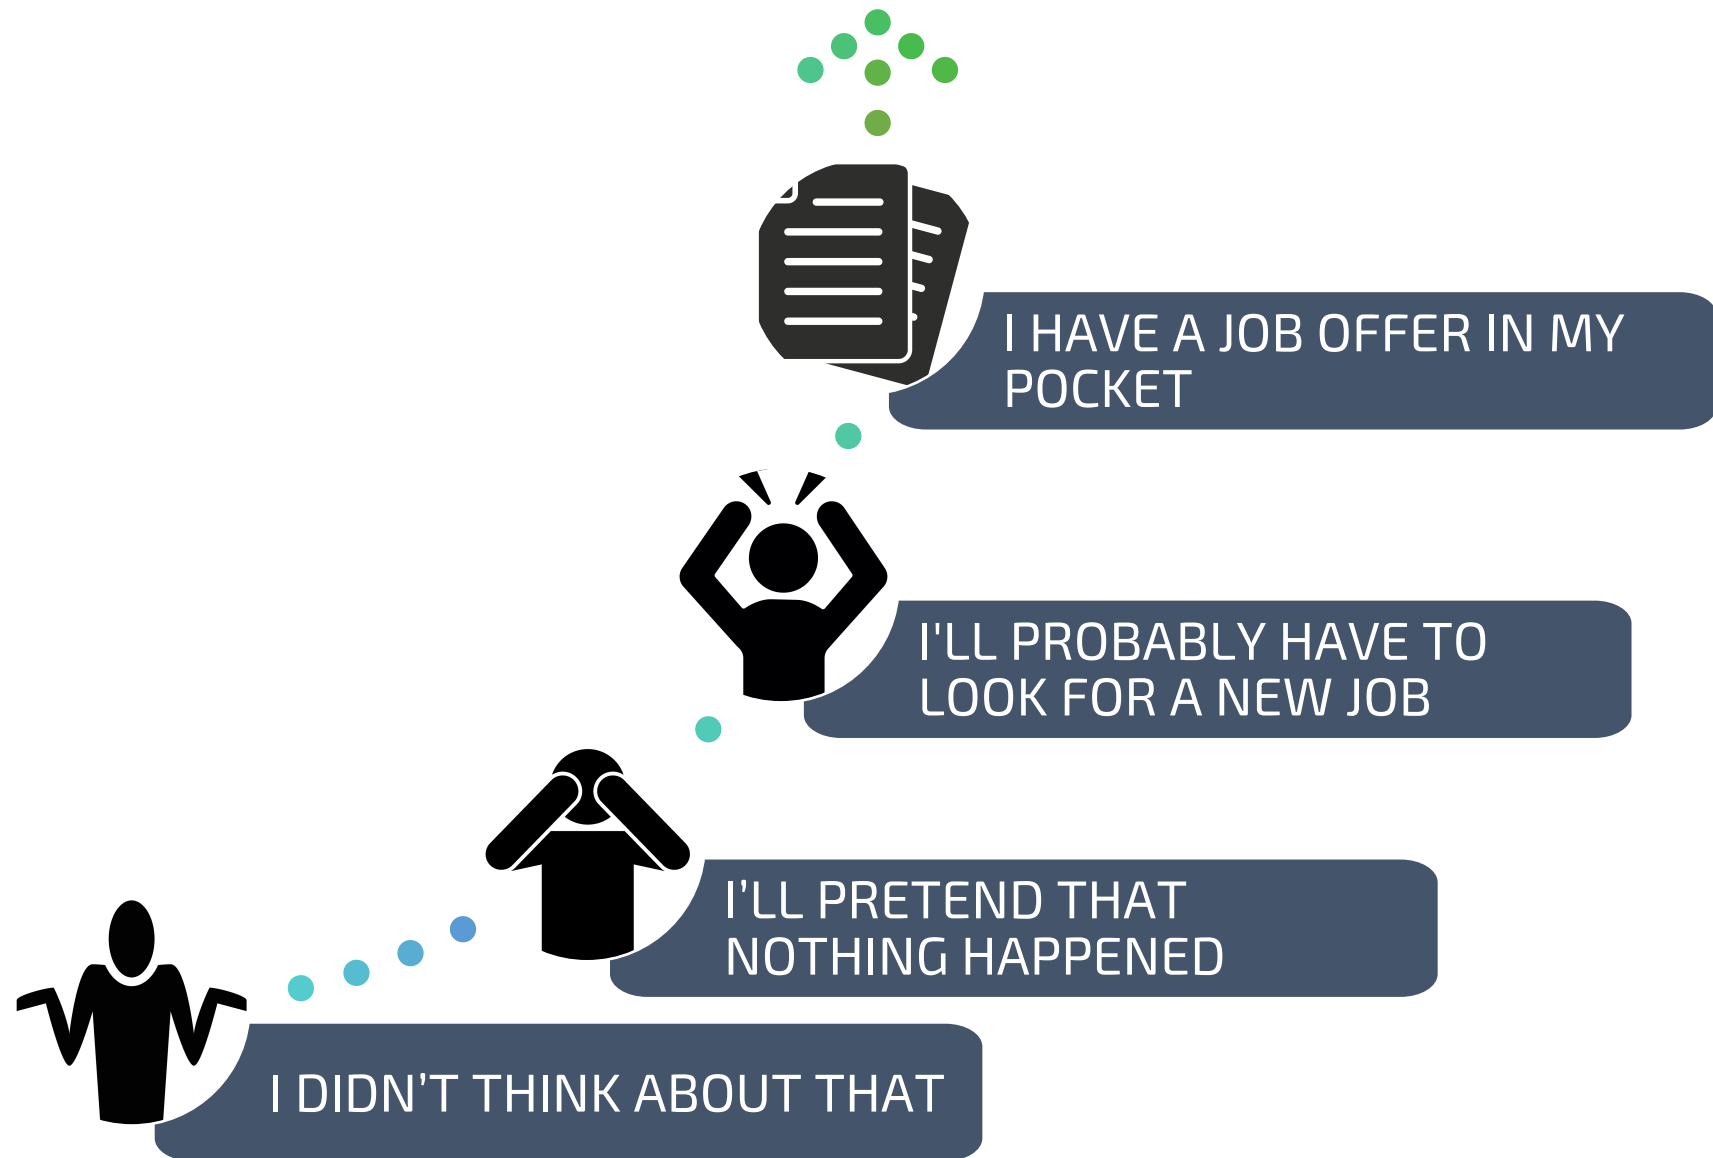 I HAVE A JOB OFFER IN MY
POCKET
I'LL PROBABLY HAVE TO
LOOK FOR A NEW JOB
I’LL PRETEND THAT
NOTHING HAPPENED
I DIDN’T THINK ABOUT THAT